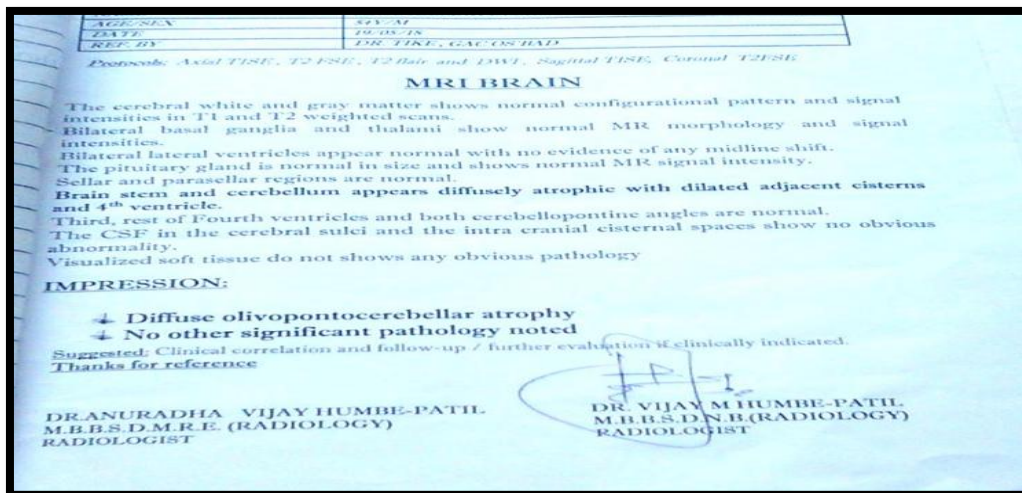 AGE/SEX 54Y/M
DATE 19/05/18
REF. BY DR. TIKE, GAC OS'BAD
Protocols: Axial T1SE, T2 FSE, T2 flair and DWI, Sagittal T1SE, Coronal T2FSE
MRI BRAIN
The cerebral white and gray matter shows normal configurational pattern and signal
intensities in T1 and T2 weighted scans.
Bilateral basal ganglia and thalami show normal MR morphology and signal
intensities.
Bilateral lateral ventricles appear normal with no evidence of any midline shift.
The pituitary gland is normal in size and shows normal MR signal intensity.
Sellar and parasellar regions are normal.
Brain stem and cerebellum appears diffusely atrophic with dilated adjacent cisterns
and 4th ventricle.
Third, rest of Fourth ventricles and both cerebellopontine angles are normal.
The CSF in the cerebral sulci and the intra cranial cisternal spaces show no obvious
abnormality.
Visualized soft tissue do not shows any obvious pathology
IMPRESSION:
Diffuse olivopontocerebellar atrophy
No other significant pathology noted
Suggested: Clinical correlation and follow-up / further evaluation if clinically indicated.
Thanks for reference
DR.ANURADHA VIJAY HUMBE-PATIL
M.B.B.S.D.M.R.E. (RADIOLOGY)
RADIOLOGIST
DR. VIJAY M HUMBE-PATIL
M.B.B.S.D.N.B.(RADIOLOGY)
RADIOLOGIST